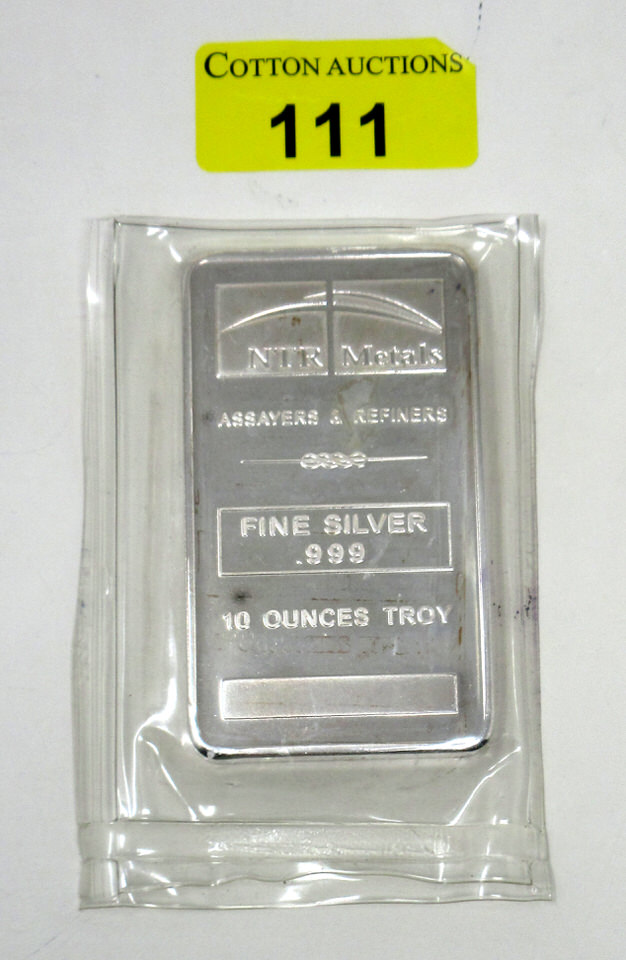 COTTON AUCTIONS
111
NTR Metals
ASSAYERS & REFINERS
FINE SILVER
.999
10 OUNCES TROY